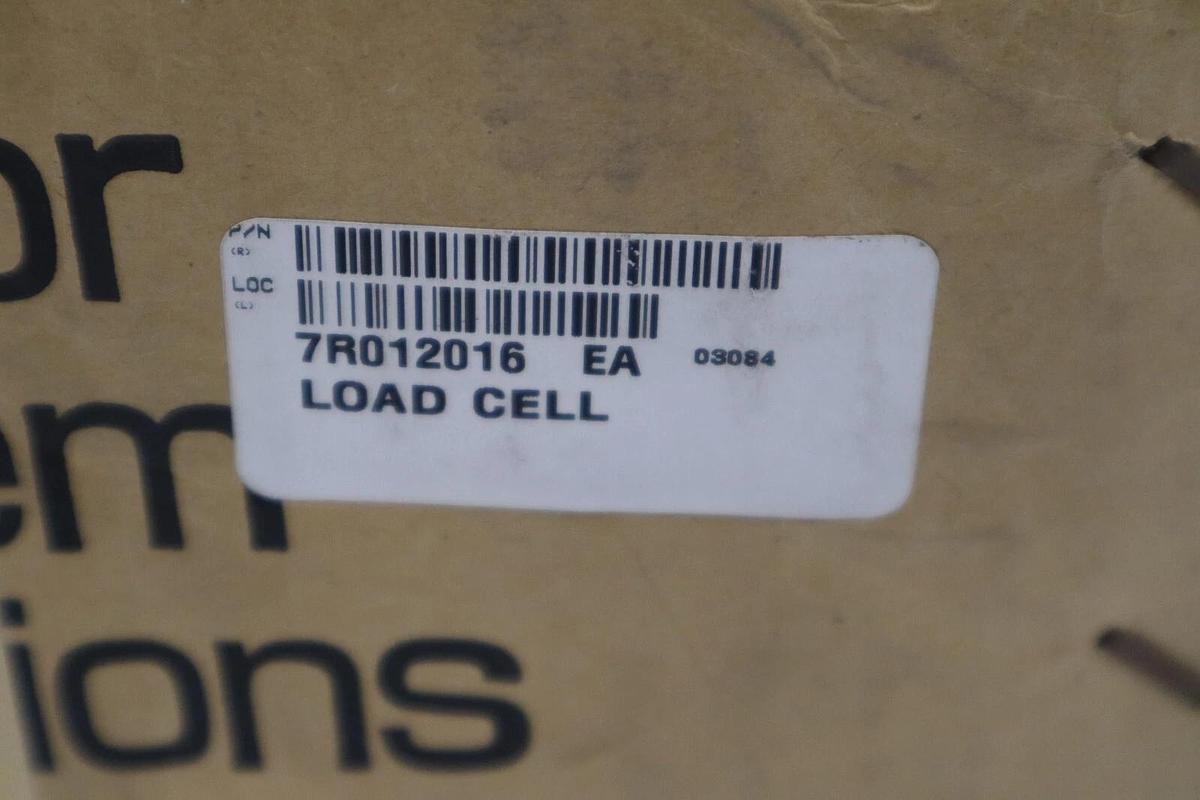 or
P/N
(R)
LOC
(L)
7R012016 EA 03084
LOAD CELL
em
ions